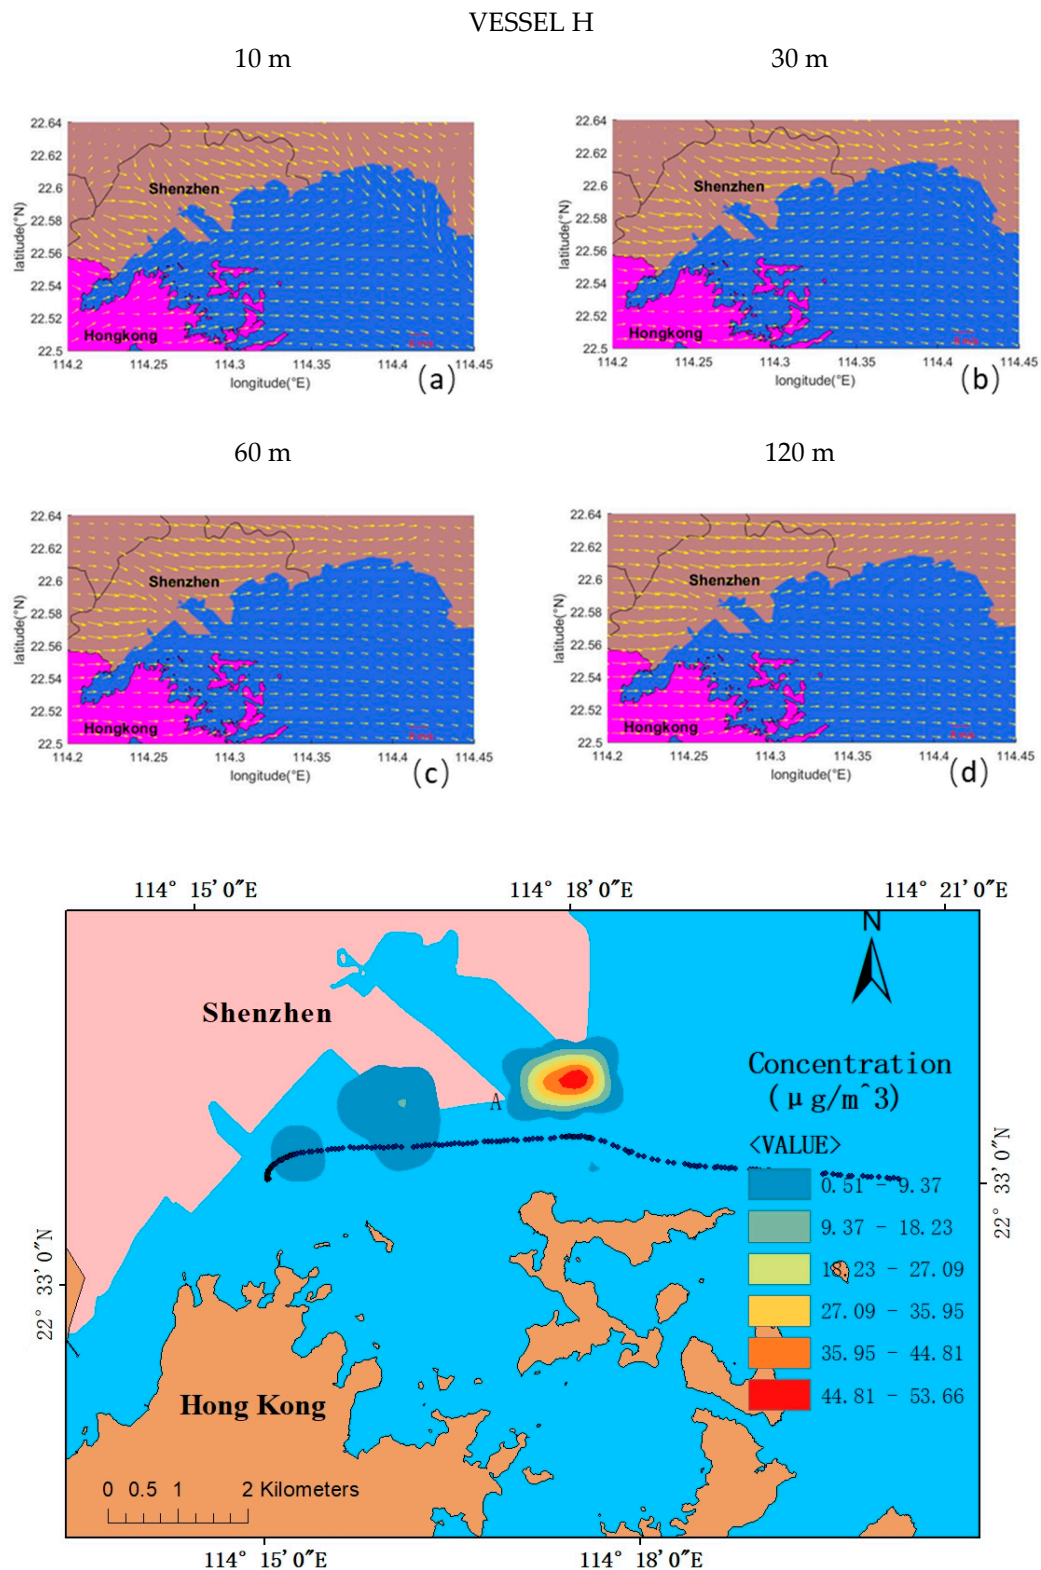 VESSEL H
10 m
30 m
22.64
22.62
22.6
22.58
22.56
22.54
22.52
22.5
latitude(°N)
Shenzhen
Hongkong
114.2
114.25
114.3
114.35
114.4
114.45
longitude(°E)
(a)
22.64
22.62
22.6
22.58
22.56
22.54
22.52
22.5
latitude(°N)
Shenzhen
Hongkong
114.2
114.25
114.3
114.35
114.4
114.45
longitude(°E)
(b)
60 m
120 m
22.64
22.62
22.6
22.58
22.56
22.54
22.52
22.5
latitude(°N)
Shenzhen
Hongkong
114.2
114.25
114.3
114.35
114.4
114.45
longitude(°E)
(c)
22.64
22.62
22.6
22.58
22.56
22.54
22.52
22.5
latitude(°N)
Shenzhen
Hongkong
114.2
114.25
114.3
114.35
114.4
114.45
longitude(°E)
(d)
114° 15′0″E
114° 18′0″E
114° 21′0″E
N
Shenzhen
A
Concentration
(μg/m^3)
<VALUE>
0.51 - 9.37
9.37 - 18.23
18.23 - 27.09
27.09 - 35.95
35.95 - 44.81
44.81 - 53.66
22° 33′0″N
22° 33′0″N
Hong Kong
0 0.5 1 2 Kilometers
114° 15′0″E
114° 18′0″E